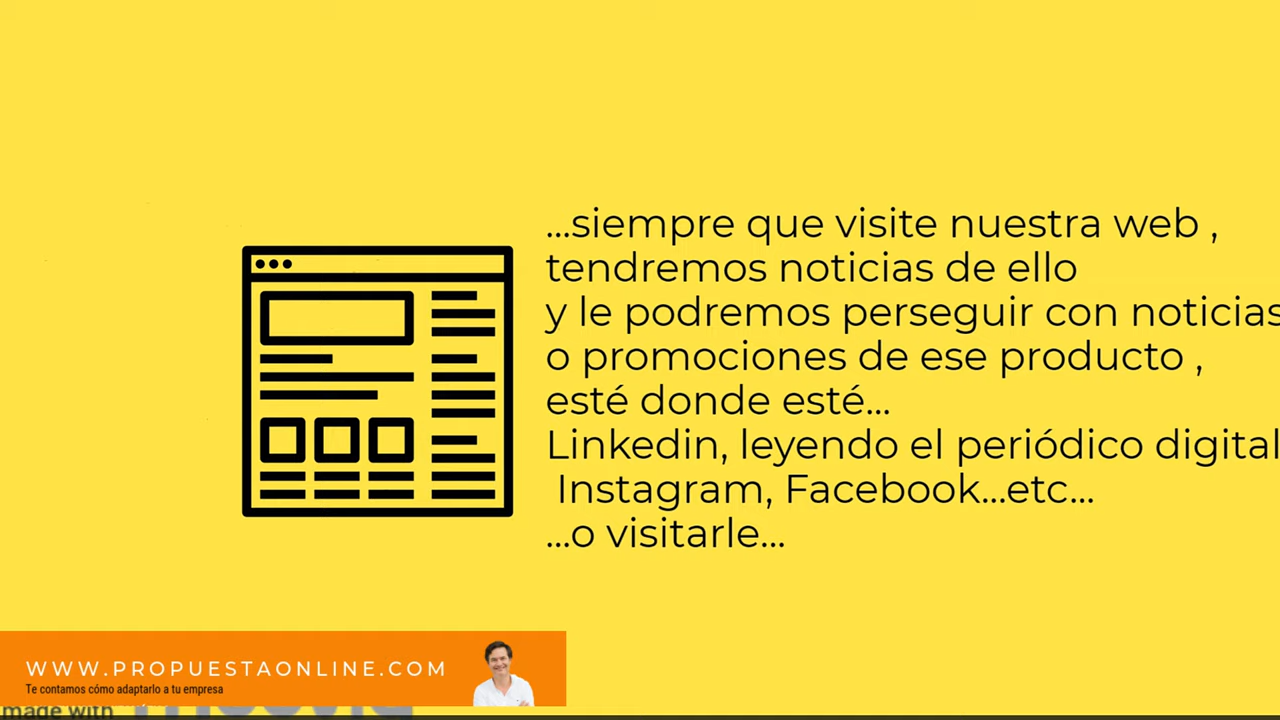 ...siempre que visite nuestra web ,
tendremos noticias de ello
y le podremos perseguir con noticias
o promociones de ese producto ,
esté donde esté...
Linkedin, leyendo el periódico digital
Instagram, Facebook...etc...
...o visitarle...
WWW.PROPUESTAONLINE.COM
Te contamos cómo adaptarlo a tu empresa
made with